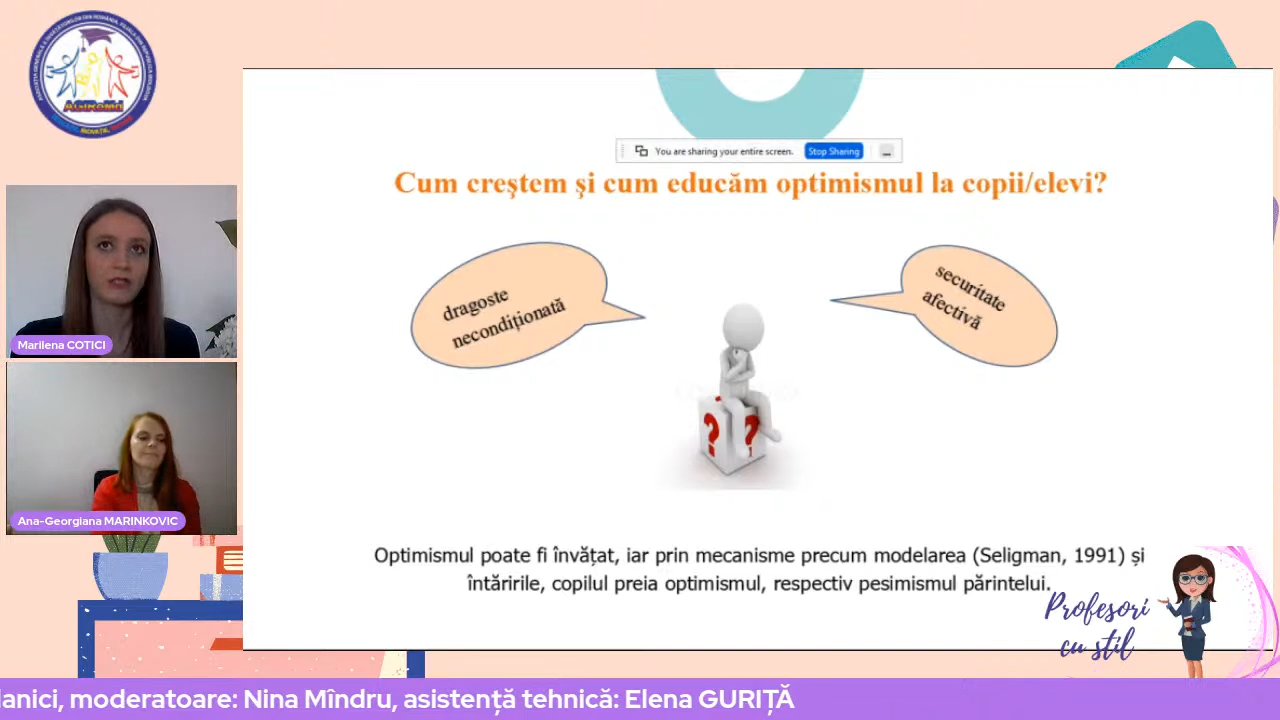 AGIRoMd
You are sharing your entire screen.
Stop Sharing
Cum creştem şi cum educăm optimismul la copii/elevi?
dragoste
necondiționată
securitate
afectivă
? ?
Marilena COTICI
Ana-Georgiana MARINKOVIC
Optimismul poate fi învățat, iar prin mecanisme precum modelarea (Seligman, 1991) și
întăririle, copilul preia optimismul, respectiv pesimismul părintelui.
Profesori
cu stil
anici, moderatoare: Nina Mîndru, asistență tehnică: Elena GURIȚĂ